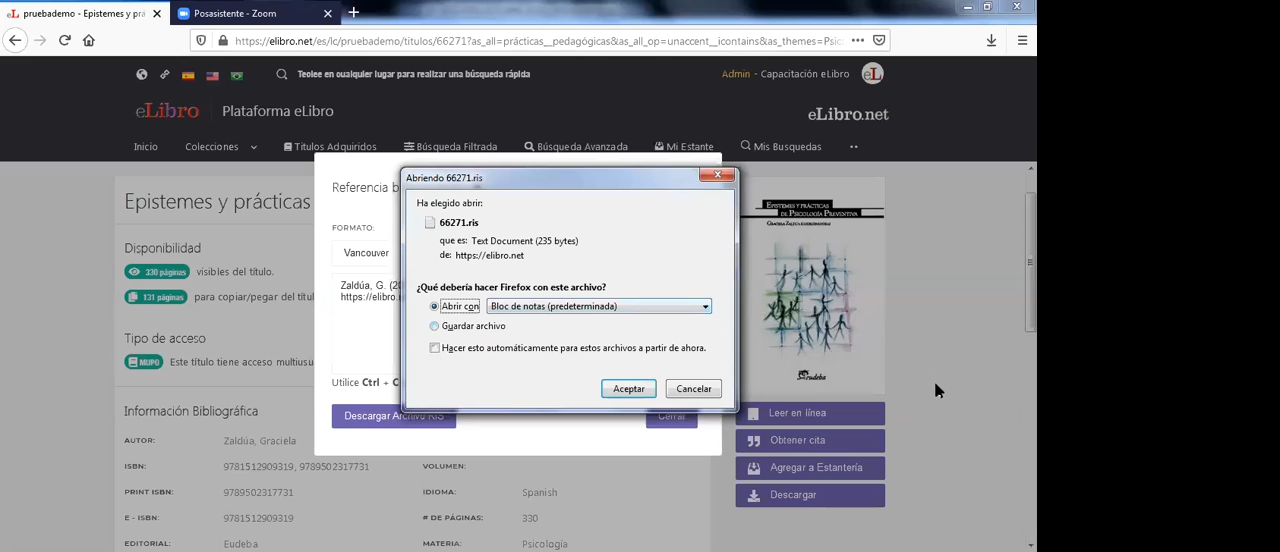 pruebademo - Epistemes y prá
Posasistente - Zoom
https://elibro.net/es/lc/pruebademo/titulos/66271?as_all=prácticas__pedagógicas&as_all_op=unaccent__icontains&as_themes=Psic
Teclee en cualquier lugar para realizar una búsqueda rápida
Admin - Capacitación eLibro
eL
eLibro
Plataforma eLibro
eLibro.net
Inicio
Colecciones
Títulos Adquiridos
Búsqueda Filtrada
Búsqueda Avanzada
Mi Estante
Mis Busquedas
Epistemes y prácticas
Disponibilidad
330 páginas visibles del título.
131 páginas para copiar/pegar del títul
Tipo de acceso
MUPO Este título tiene acceso multiusu
Información Bibliográfica
AUTOR: Zaldúa, Graciela
ISBN: 9781512909319, 9789502317731
PRINT ISBN: 9789502317731
E - ISBN: 9781512909319
EDITORIAL: Eudeba
VOLUMEN:
IDIOMA: Spanish
# DE PÁGINAS: 330
MATERIA: Psicología
Referencia b
FORMATO:
Vancouver
Zaldúa, G. (20
https://elibro.n
Utilice Ctrl + C
Descargar Archivo RIS
Cerrar
Abriendo 66271.ris
Ha elegido abrir:
66271.ris
que es: Text Document (235 bytes)
de: https://elibro.net
¿Qué debería hacer Firefox con este archivo?
Abrir con
Bloc de notas (predeterminada)
Guardar archivo
Hacer esto automáticamente para estos archivos a partir de ahora.
Aceptar
Cancelar
EPISTEMES Y PRÁCTICAS
DE PSICOLOGÍA PREVENTIVA
Eudeba
Leer en línea
Obtener cita
Agregar a Estantería
Descargar